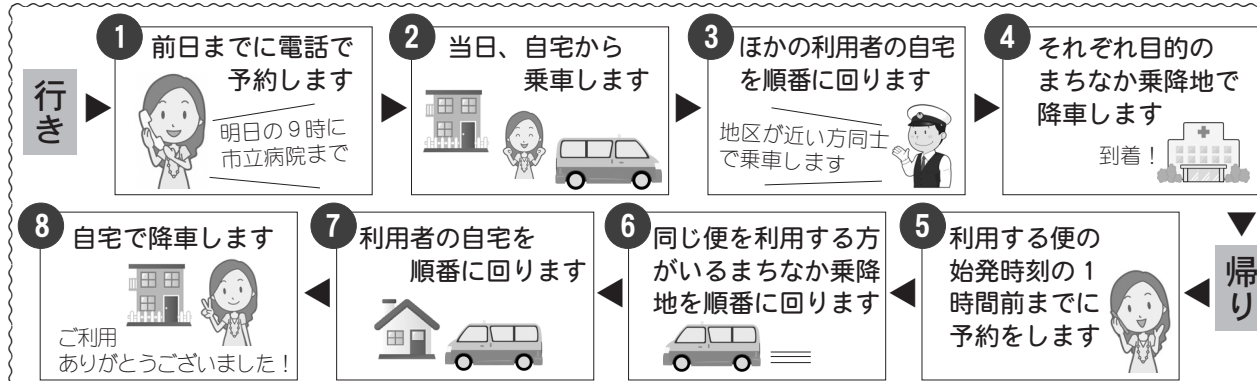 行き
1
前日までに電話で
予約します
明日の９時に
市立病院まで
2
当日、自宅から
乗車します
3
ほかの利用者の自宅
を順番に回ります
地区が近い方同士
で乗車します
4
それぞれ目的の
まちなか乗降地で
降車します
到着！
帰り
5
利用する便の
始発時刻の１
時間前までに
予約をします
6
同じ便を利用する方
がいるまちなか乗降
地を順番に回ります
7
利用者の自宅を
順番に回ります
8
自宅で降車します
ご利用
ありがとうございました！